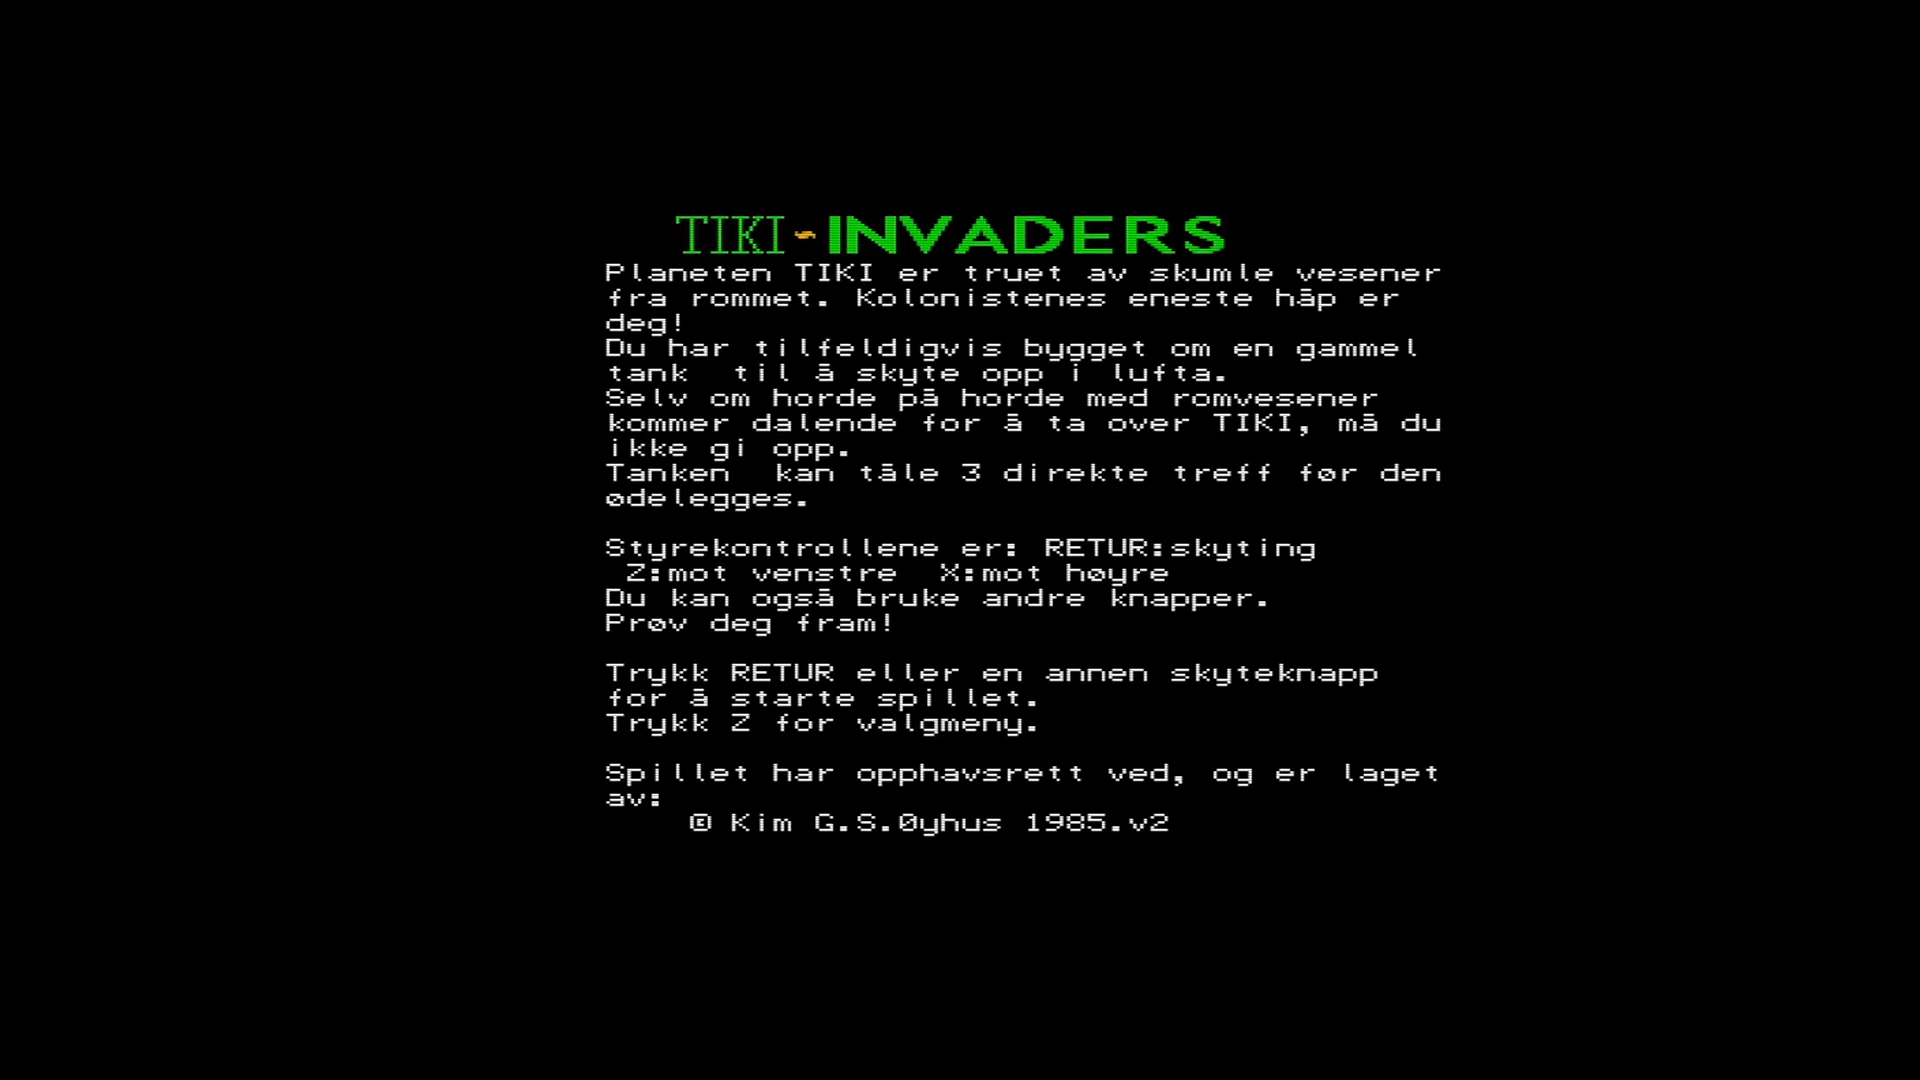 TIKI-INVADERS
Planeten TIKI er truet av skumle vesener
fra rommet. Kolonistenes eneste håp er
deg!
Du har tilfeldigvis bygget om en gammel
tank  til å skyte opp i lufta.
Selv om horde på horde med romvesener
kommer dalende for å ta over TIKI, må du
ikke gi opp.
Tanken  kan tåle 3 direkte treff før den
ødelegges.
Styrekontrollene er: RETUR:skyting
Z:mot venstre  X:mot høyre
Du kan også bruke andre knapper.
Prøv deg fram!
Trykk RETUR eller en annen skyteknapp
for å starte spillet.
Trykk Z for valgmeny.
Spillet har opphavsrett ved, og er laget
av:
© Kim G.S.Øyhus 1985.v2